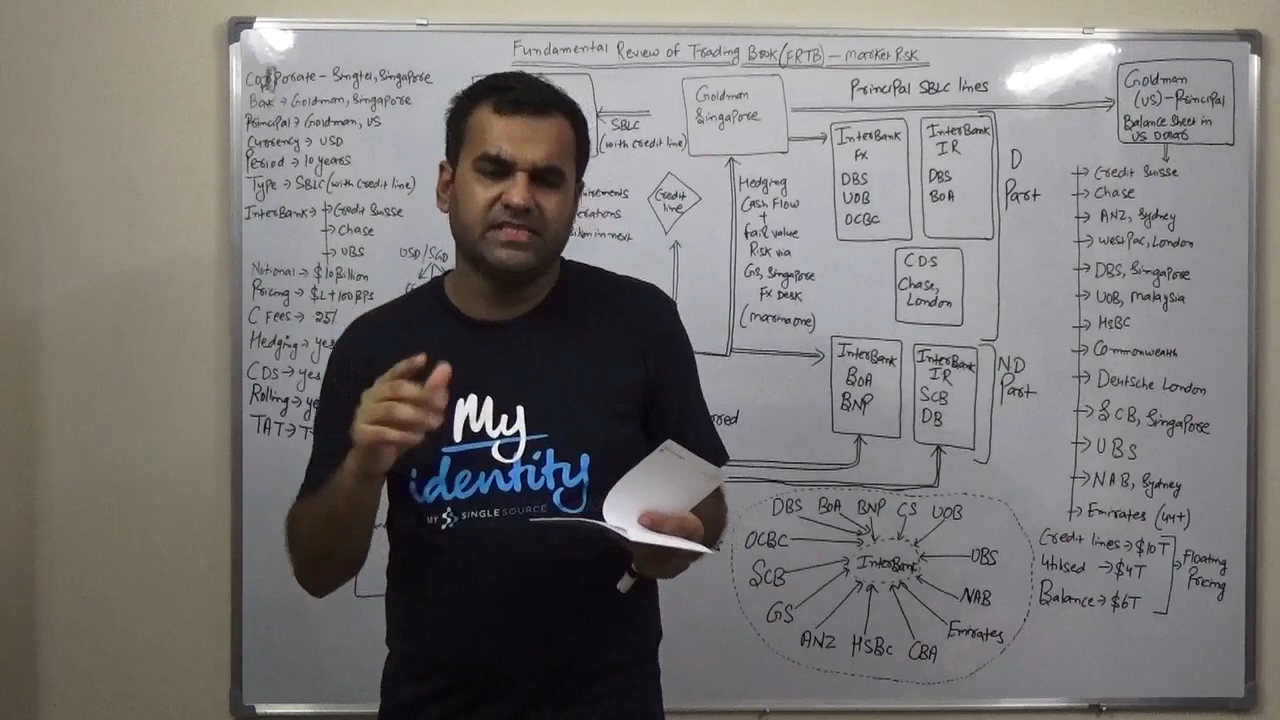 Fundamental Review of Trading Book (FRTB) - Market Risk
Corporate - Singtel, Singapore
Bank → Goldman, Singapore
Principal → Goldman, US
Currency → USD
Period → 10 years
Type → SBLC (with credit line)
InterBank → Credit Suisse
→ Chase
→ UBS
Notional → $10 Billion
Pricing → $L + 100 BPS
C Fees → .25%
Hedging → yes
CDS → yes
Rolling → ye
TAT → T
USD/SGD
SBLC
(with credit line)
Credit
line
Goldman
Singapore
Hedging
Cash Flow
+
fair value
Risk via
GS, Singapore
FX Desk
(marinaone)
Principal SBLC lines
InterBank
FX
DBS
UOB
OCBC
InterBank
IR
DBS
BOA
D
Part
CDS
Chase,
London
InterBank
BOA
BNP
InterBank
IR
SCB
DB
ND
Part
Goldman
(US) - Principal
Balance Sheet in
US Dollars
Credit Suisse
Chase
ANZ, Sydney
westPac, London
DBS, Singapore
UOB, malaysia
HSBC
Commonwealth
Deutsche London
SCB, Singapore
UBS
NAB, Sydney
Emirates (44+)
Credit lines → $10T
Utilised → $4T
Balance → $6T
Floating
Pricing
DBS BOA BNP GS UOB
OCBC
SCB
GS
ANZ HSBC CBA
Emirates
NAB
UBS
InterBank
My
identity
MY SINGLESOURCE